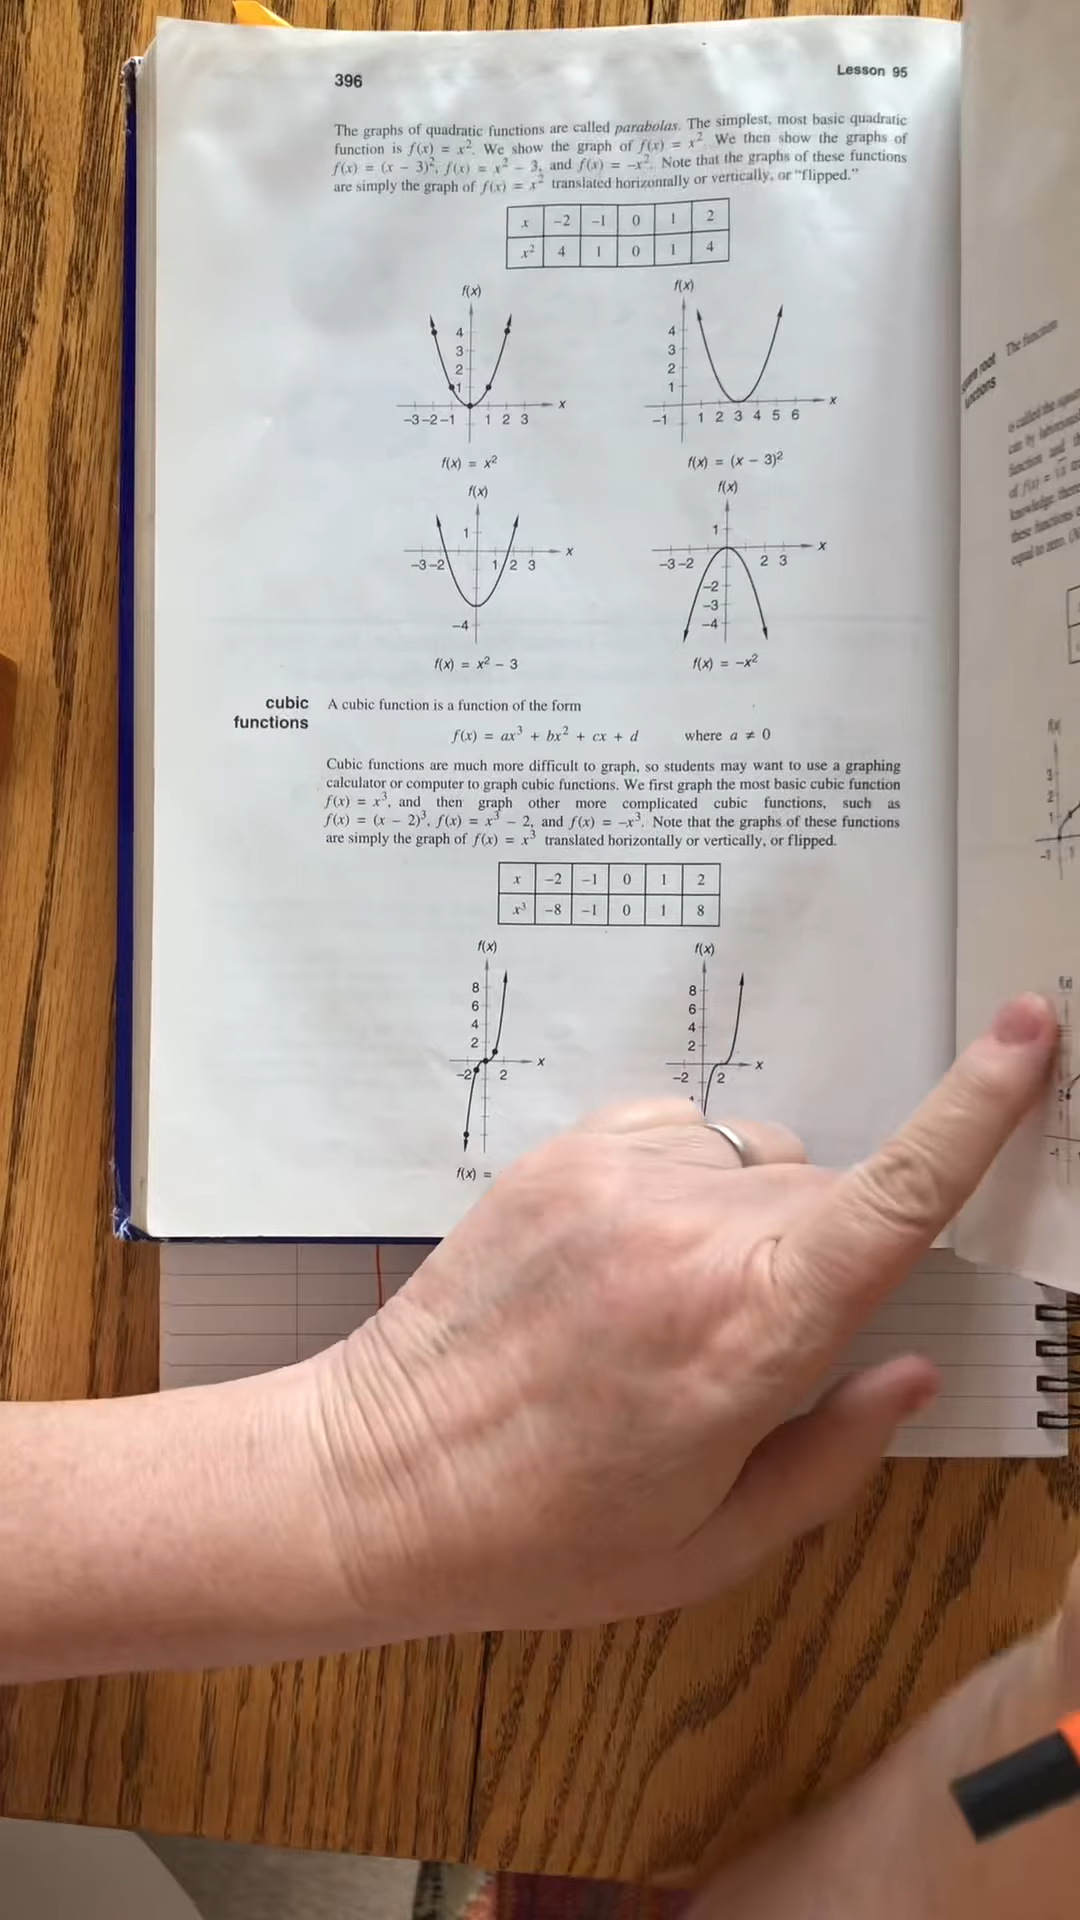 396
Lesson 95
The graphs of quadratic functions are called parabolas. The simplest, most basic quadratic
function is f(x) = x². We show the graph of f(x) = x². We then show the graphs of
f(x) = (x − 3)², f(x) = x² − 3, and f(x) = −x². Note that the graphs of these functions
are simply the graph of f(x) = x² translated horizontally or vertically, or "flipped."
x −2 −1 0 1 2
x² 4 1 0 1 4
f(x)
4
3
2
1
x
−3 −2 −1 1 2 3
f(x) = x²
f(x)
4
3
2
1
x
−1 1 2 3 4 5 6
f(x) = (x − 3)²
f(x)
1
x
−3 −2 1 2 3
−4
f(x) = x² − 3
f(x)
1
x
−3 −2 2 3
−2
−3
−4
f(x) = −x²
cubic
functions
A cubic function is a function of the form
f(x) = ax³ + bx² + cx + d where a ≠ 0
Cubic functions are much more difficult to graph, so students may want to use a graphing
calculator or computer to graph cubic functions. We first graph the most basic cubic function
f(x) = x³, and then graph other more complicated cubic functions, such as
f(x) = (x − 2)³, f(x) = x³ − 2, and f(x) = −x³. Note that the graphs of these functions
are simply the graph of f(x) = x³ translated horizontally or vertically, or flipped.
x −2 −1 0 1 2
x³ −8 −1 0 1 8
f(x)
8
6
4
2
x
−2 2
f(x) =
f(x)
8
6
4
2
x
−2 2
The function
functions
f(x)
3
2
1
−1 1
f(x)
2
−1